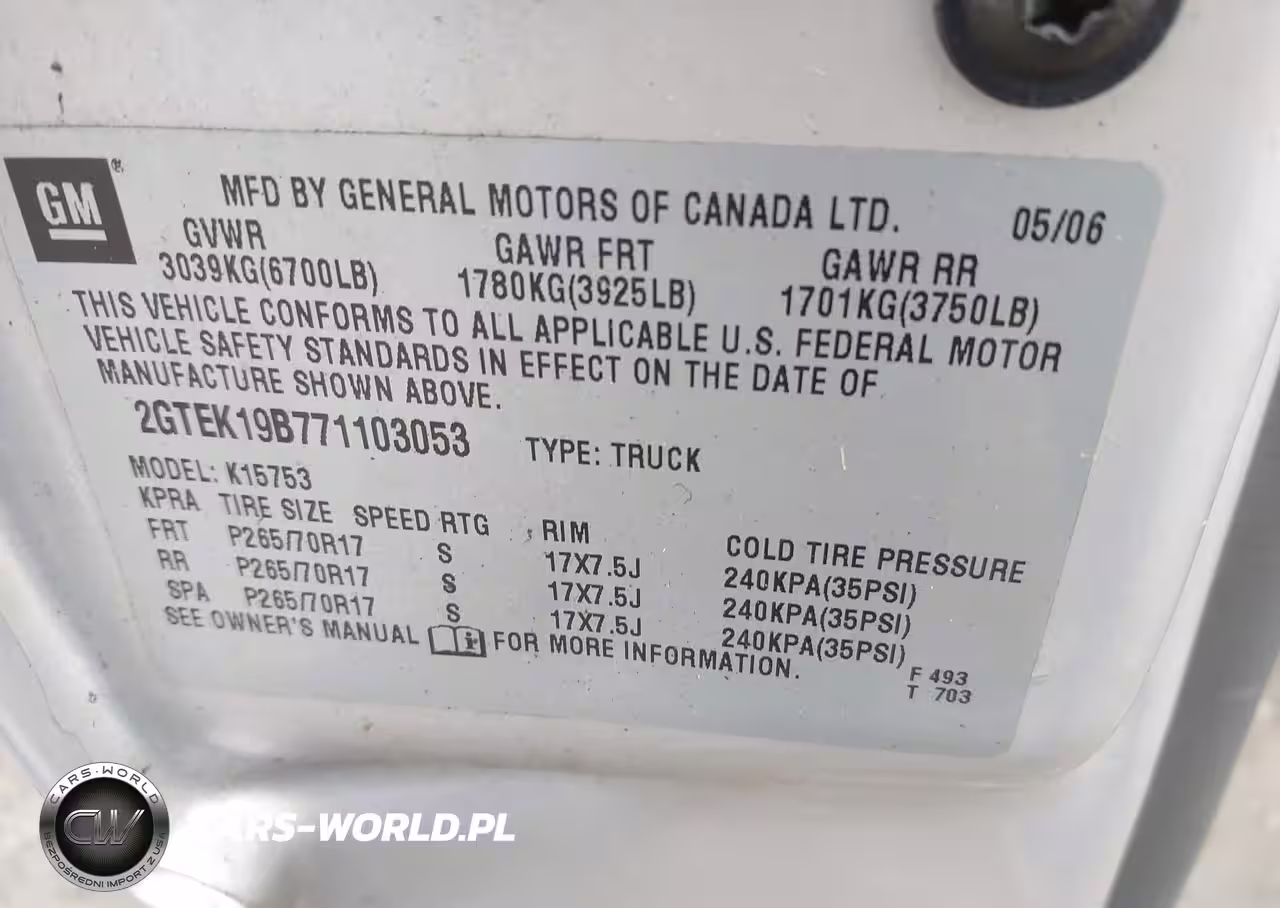 GM®
MFD BY GENERAL MOTORS OF CANADA LTD. 05/06
GVWR GAWR FRT GAWR RR
3039KG(6700LB) 1780KG(3925LB) 1701KG(3750LB)
THIS VEHICLE CONFORMS TO ALL APPLICABLE U.S. FEDERAL MOTOR
VEHICLE SAFETY STANDARDS IN EFFECT ON THE DATE OF
MANUFACTURE SHOWN ABOVE.
2GTEK19B771103053 TYPE: TRUCK
MODEL: K15753
KPRA TIRE SIZE SPEED RTG RIM COLD TIRE PRESSURE
FRT P265/70R17 S 17X7.5J 240KPA(35PSI)
RR P265/70R17 S 17X7.5J 240KPA(35PSI)
SPA P265/70R17 S 17X7.5J 240KPA(35PSI)
SEE OWNER'S MANUAL FOR MORE INFORMATION.
F 493
T 703
CARS-WORLD
CW
BEZPOŚREDNI IMPORT Z USA
CARS-WORLD.PL